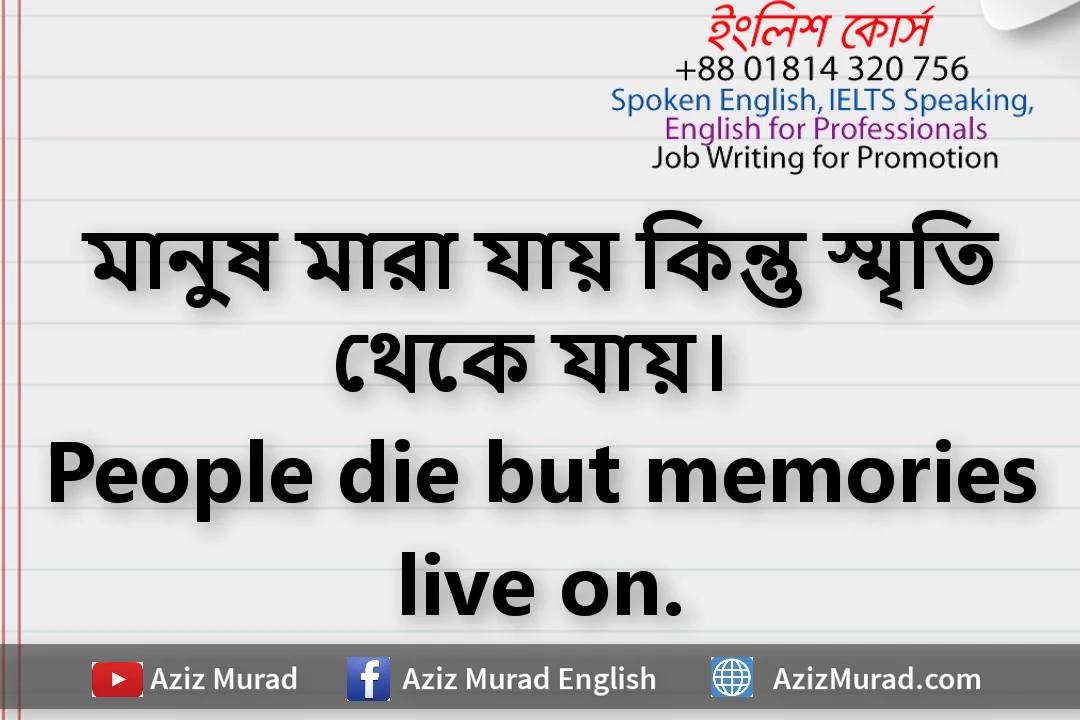 ইংলিশ কোর্স
+88 01814 320 756
Spoken English, IELTS Speaking,
English for Professionals
Job Writing for Promotion
মানুষ মারা যায় কিন্তু স্মৃতি
থেকে যায়।
People die but memories
live on.
Aziz Murad Aziz Murad English AzizMurad.com